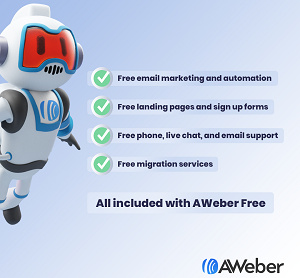 Free email marketing and automation
Free landing pages and sign up forms
Free phone, live chat, and email support
Free migration services
All included with AWeber Free
AWeber